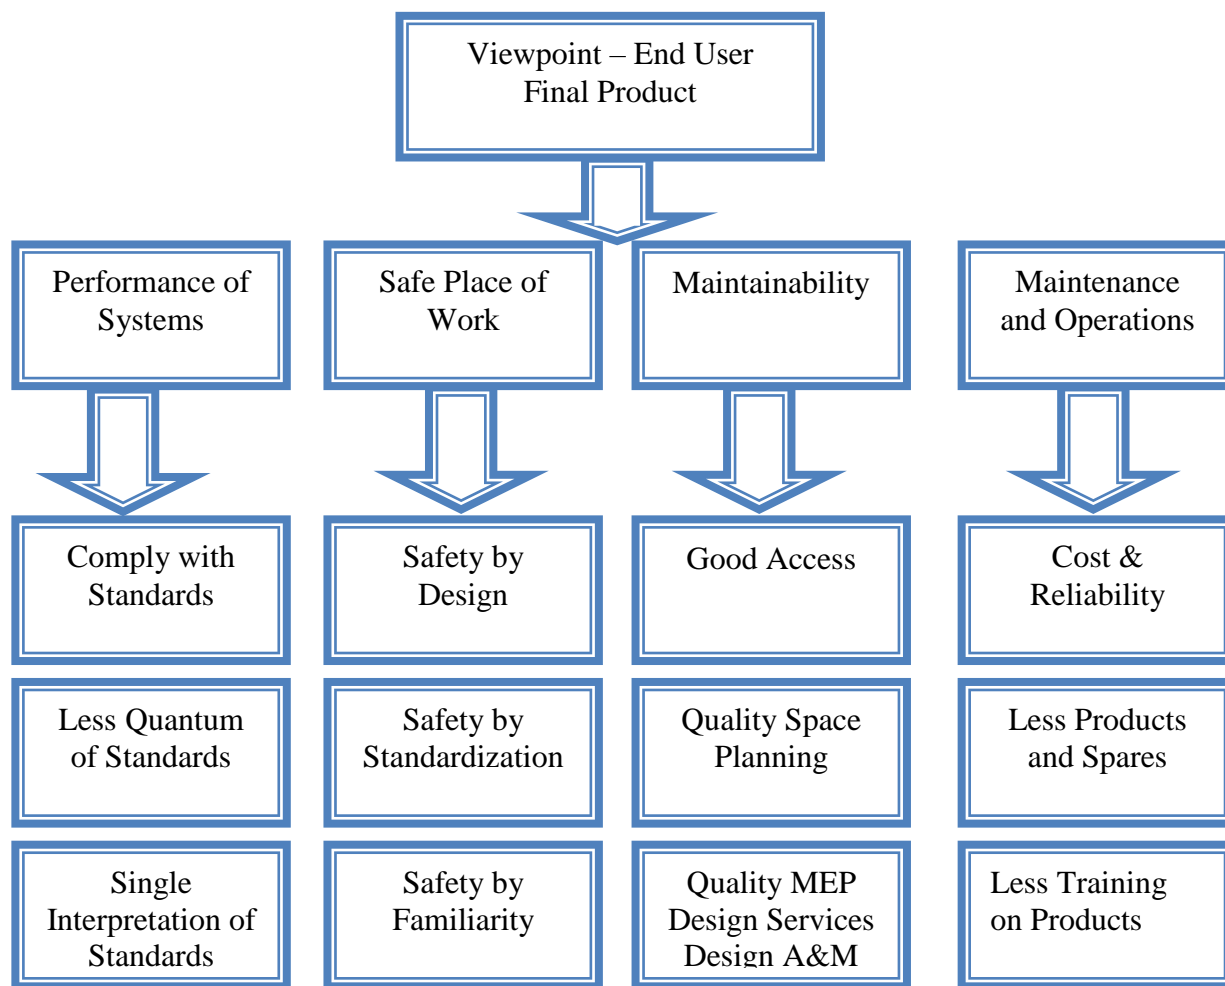 Viewpoint – End User
Final Product
Performance of
Systems
Safe Place of
Work
Maintainability
Maintenance
and Operations
Comply with
Standards
Safety by
Design
Good Access
Cost &
Reliability
Less Quantum
of Standards
Safety by
Standardization
Quality Space
Planning
Less Products
and Spares
Single
Interpretation of
Standards
Safety by
Familiarity
Quality MEP
Design Services
Design A&M
Less Training
on Products